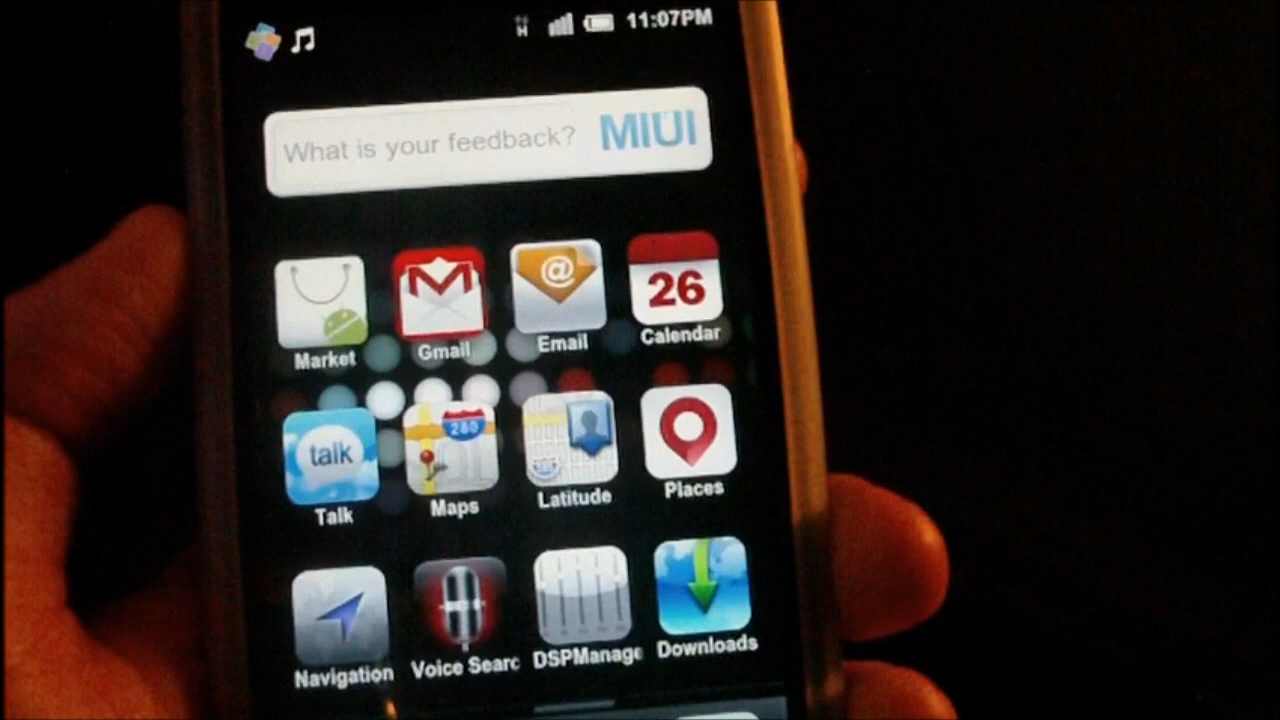 11:07PM
What is your feedback? MIUI
26
Market Gmail Email Calendar
talk 280
Talk Maps Latitude Places
Navigation Voice Searc DSPManage Downloads